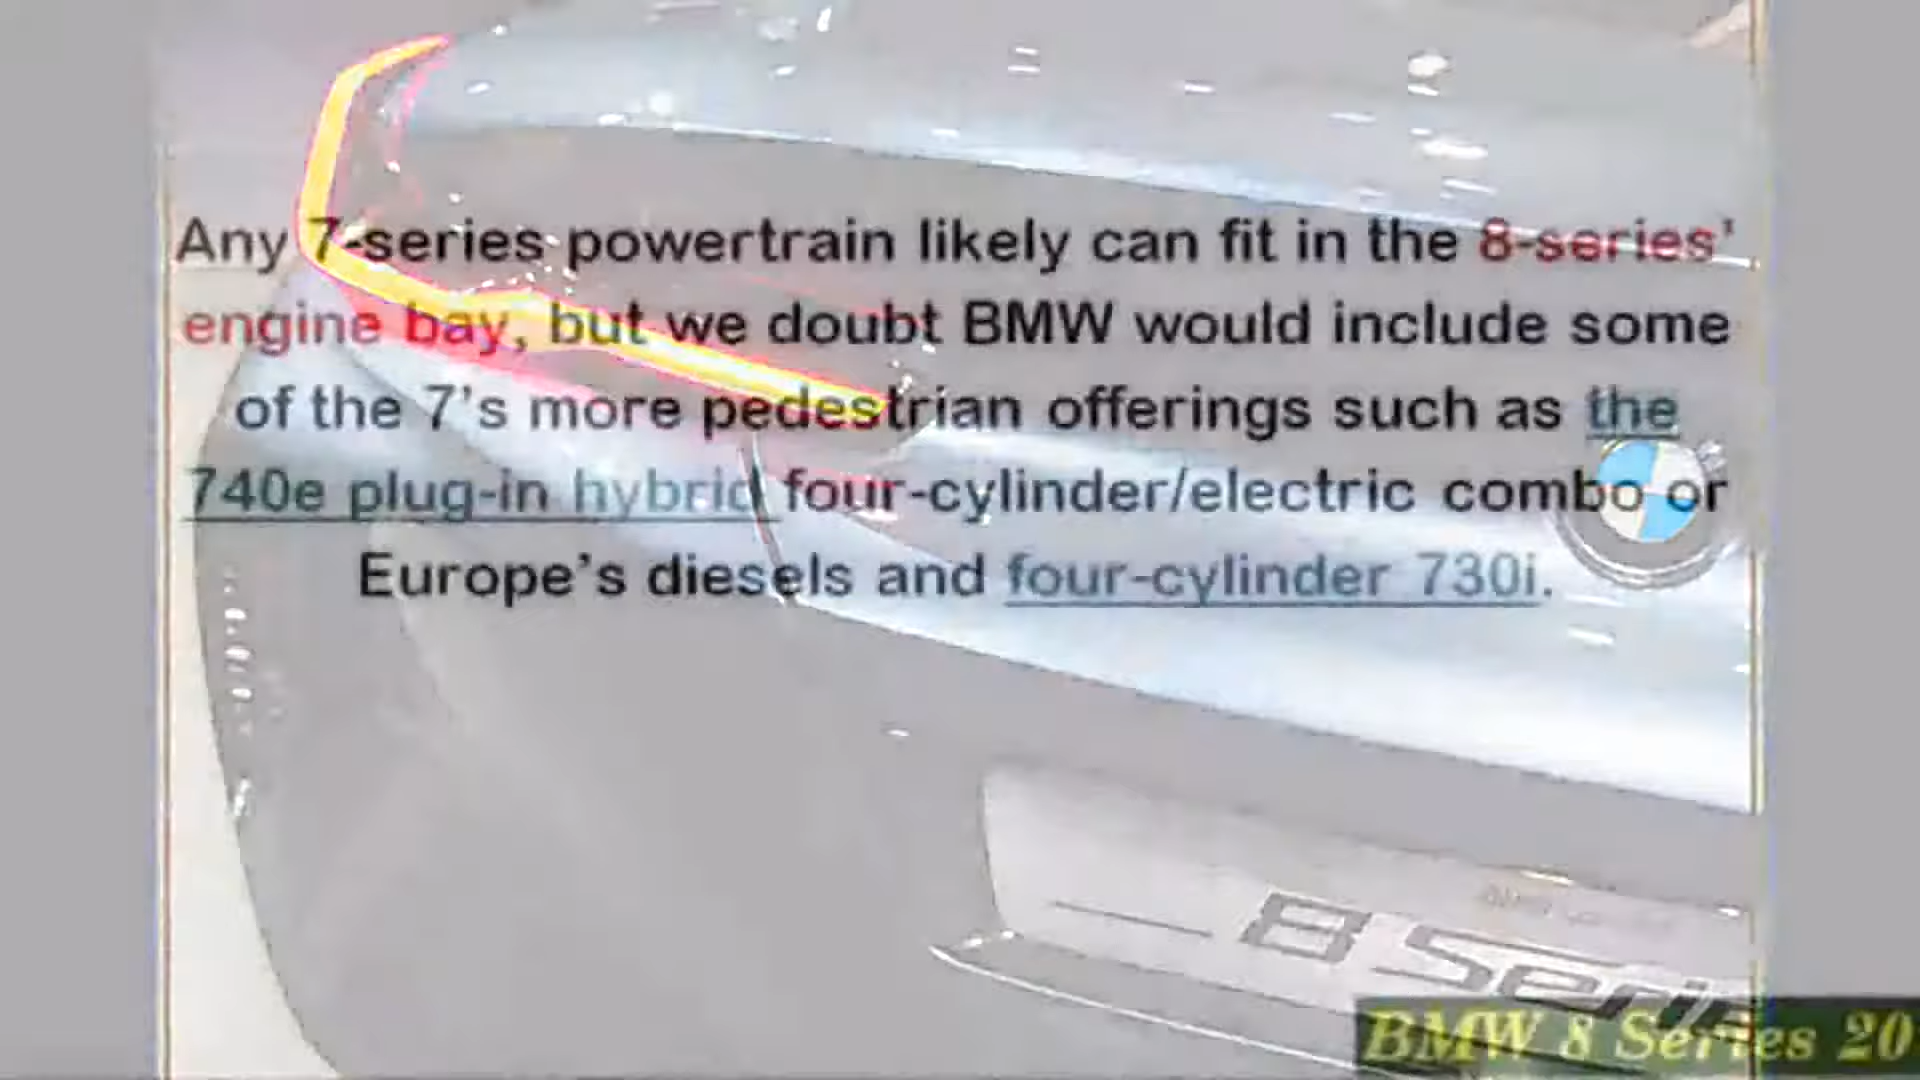 Any 7-series powertrain likely can fit in the 8-series'
engine bay, but we doubt BMW would include some
of the 7's more pedestrian offerings such as the
740e plug-in hybrid four-cylinder/electric combo or
Europe's diesels and four-cylinder 730i.
8 Series
BMW 8 Series 20